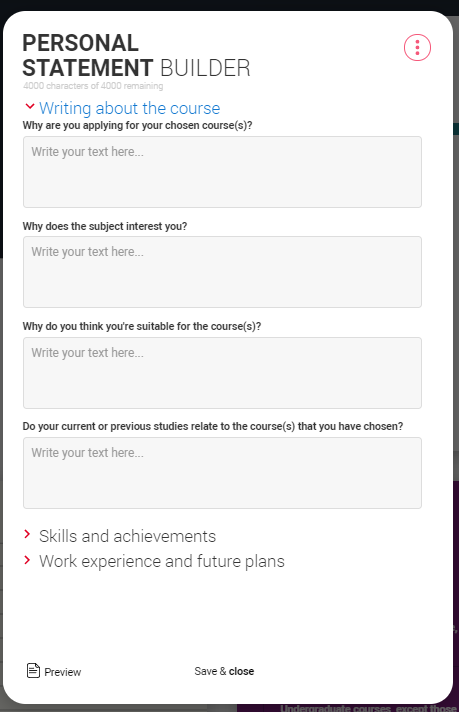 PERSONAL
STATEMENT BUILDER
4000 characters of 4000 remaining
Writing about the course
Why are you applying for your chosen course(s)?
Write your text here...
Why does the subject interest you?
Write your text here...
Why do you think you're suitable for the course(s)?
Write your text here...
Do your current or previous studies relate to the course(s) that you have chosen?
Write your text here...
Skills and achievements
Work experience and future plans
Preview
Save & close
Undergraduate courses, except those